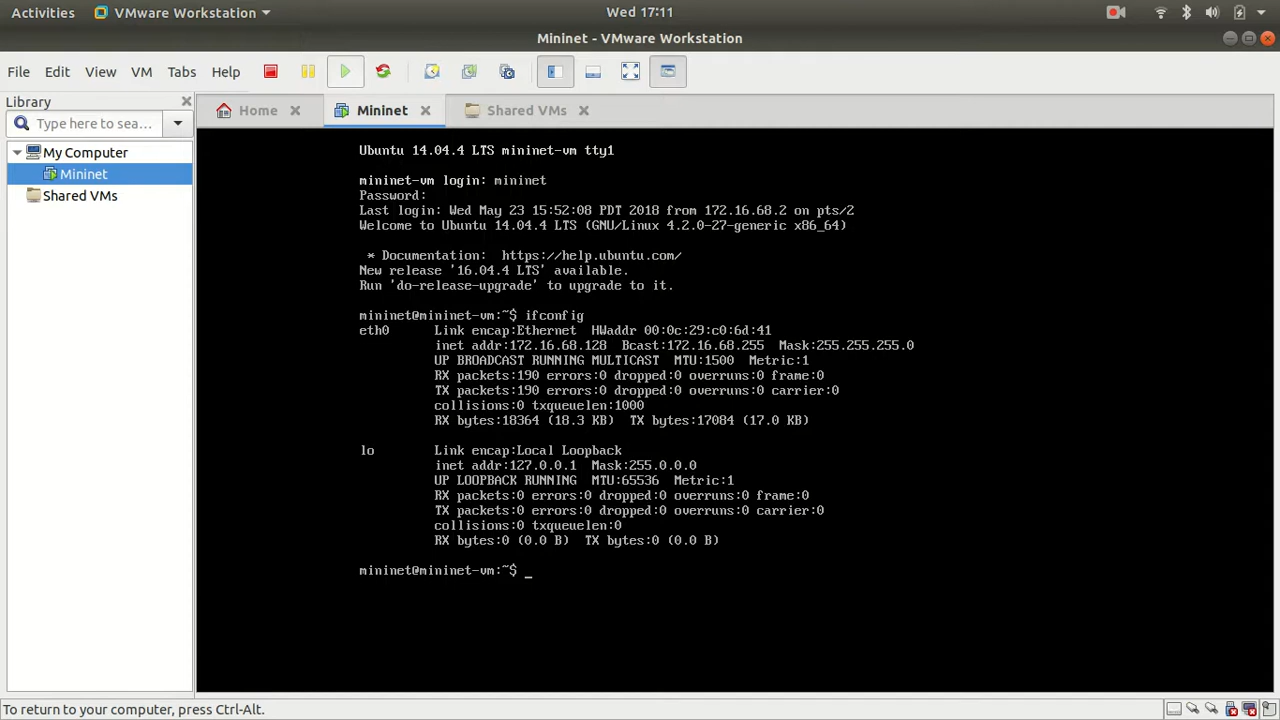 Activities VMware Workstation Wed 17:11
Mininet - VMware Workstation
File Edit View VM Tabs Help
Library
Home Mininet Shared VMs
Type here to sea...
My Computer
Mininet
Shared VMs
Ubuntu 14.04.4 LTS mininet-vm tty1
mininet-vm login: mininet
Password:
Last login: Wed May 23 15:52:08 PDT 2018 from 172.16.68.2 on pts/2
Welcome to Ubuntu 14.04.4 LTS (GNU/Linux 4.2.0-27-generic x86_64)
* Documentation: https://help.ubuntu.com/
New release '16.04.4 LTS' available.
Run 'do-release-upgrade' to upgrade to it.
mininet@mininet-vm:~$ ifconfig
eth0 Link encap:Ethernet HWaddr 00:0c:29:c0:6d:41
inet addr:172.16.68.128 Bcast:172.16.68.255 Mask:255.255.255.0
UP BROADCAST RUNNING MULTICAST MTU:1500 Metric:1
RX packets:190 errors:0 dropped:0 overruns:0 frame:0
TX packets:190 errors:0 dropped:0 overruns:0 carrier:0
collisions:0 txqueuelen:1000
RX bytes:18364 (18.3 KB) TX bytes:17084 (17.0 KB)
lo Link encap:Local Loopback
inet addr:127.0.0.1 Mask:255.0.0.0
UP LOOPBACK RUNNING MTU:65536 Metric:1
RX packets:0 errors:0 dropped:0 overruns:0 frame:0
TX packets:0 errors:0 dropped:0 overruns:0 carrier:0
collisions:0 txqueuelen:0
RX bytes:0 (0.0 B) TX bytes:0 (0.0 B)
mininet@mininet-vm:~$ _
To return to your computer, press Ctrl-Alt.